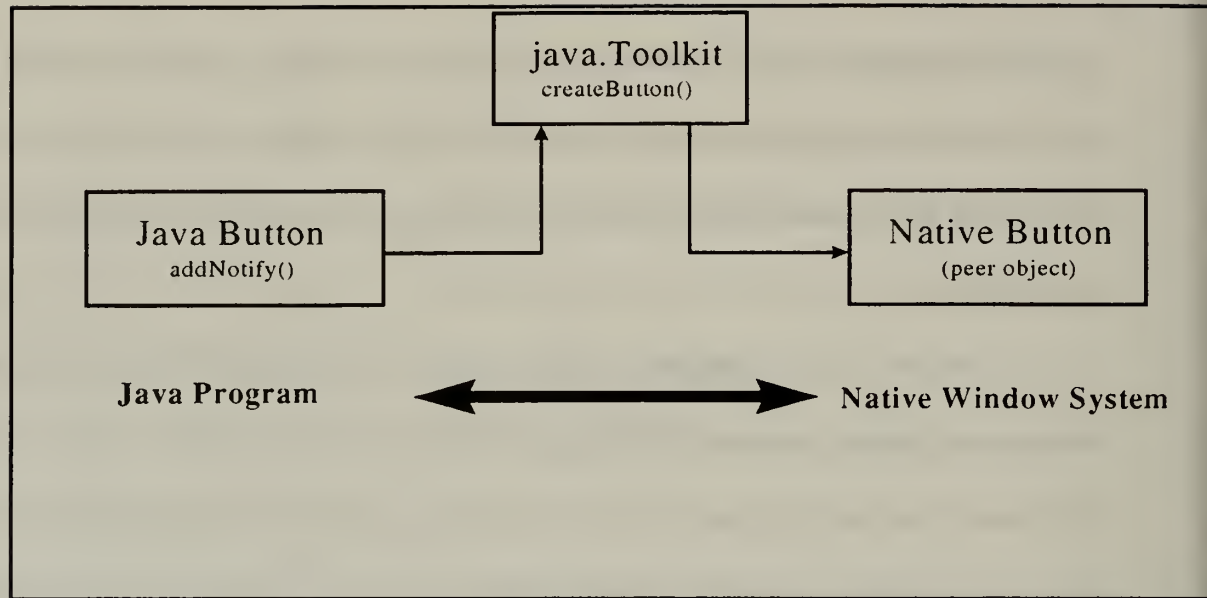 java.Toolkit
createButton()
Java Button
addNotify()
Native Button
(peer object)
Java Program
Native Window System